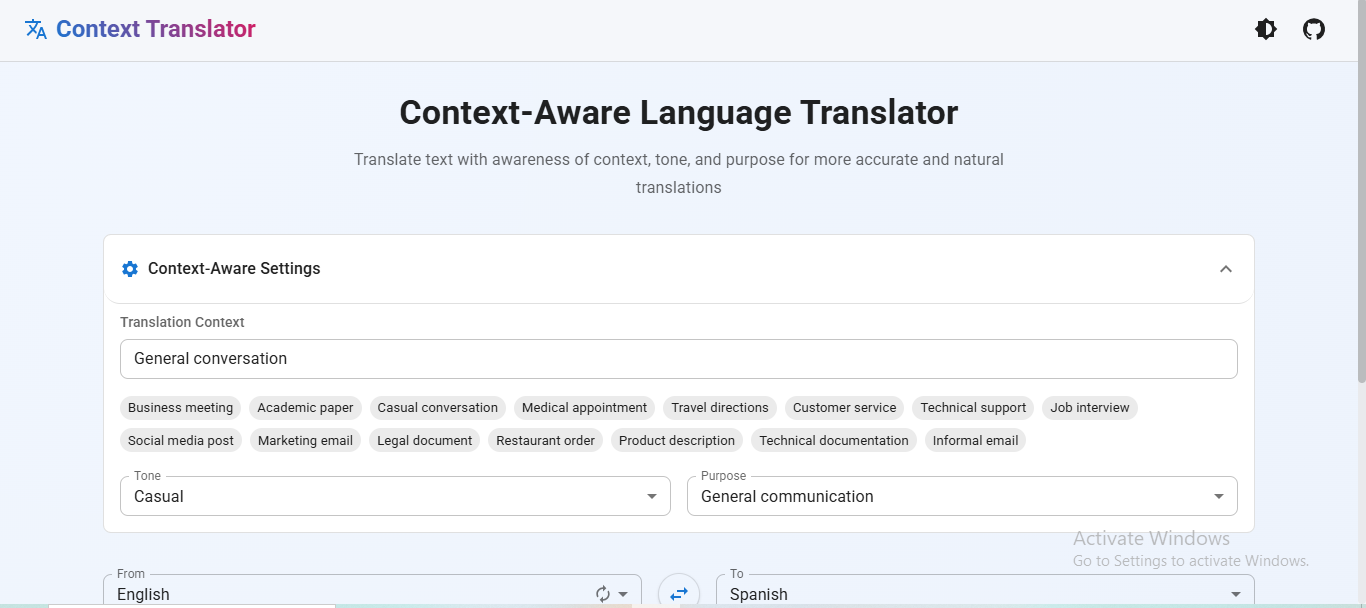 Context Translator
Context-Aware Language Translator
Translate text with awareness of context, tone, and purpose for more accurate and natural
translations
Context-Aware Settings
Translation Context
General conversation
Business meeting Academic paper Casual conversation Medical appointment Travel directions Customer service Technical support Job interview
Social media post Marketing email Legal document Restaurant order Product description Technical documentation Informal email
Tone Purpose
Casual General communication
Activate Windows
Go to Settings to activate Windows.
From To
English Spanish